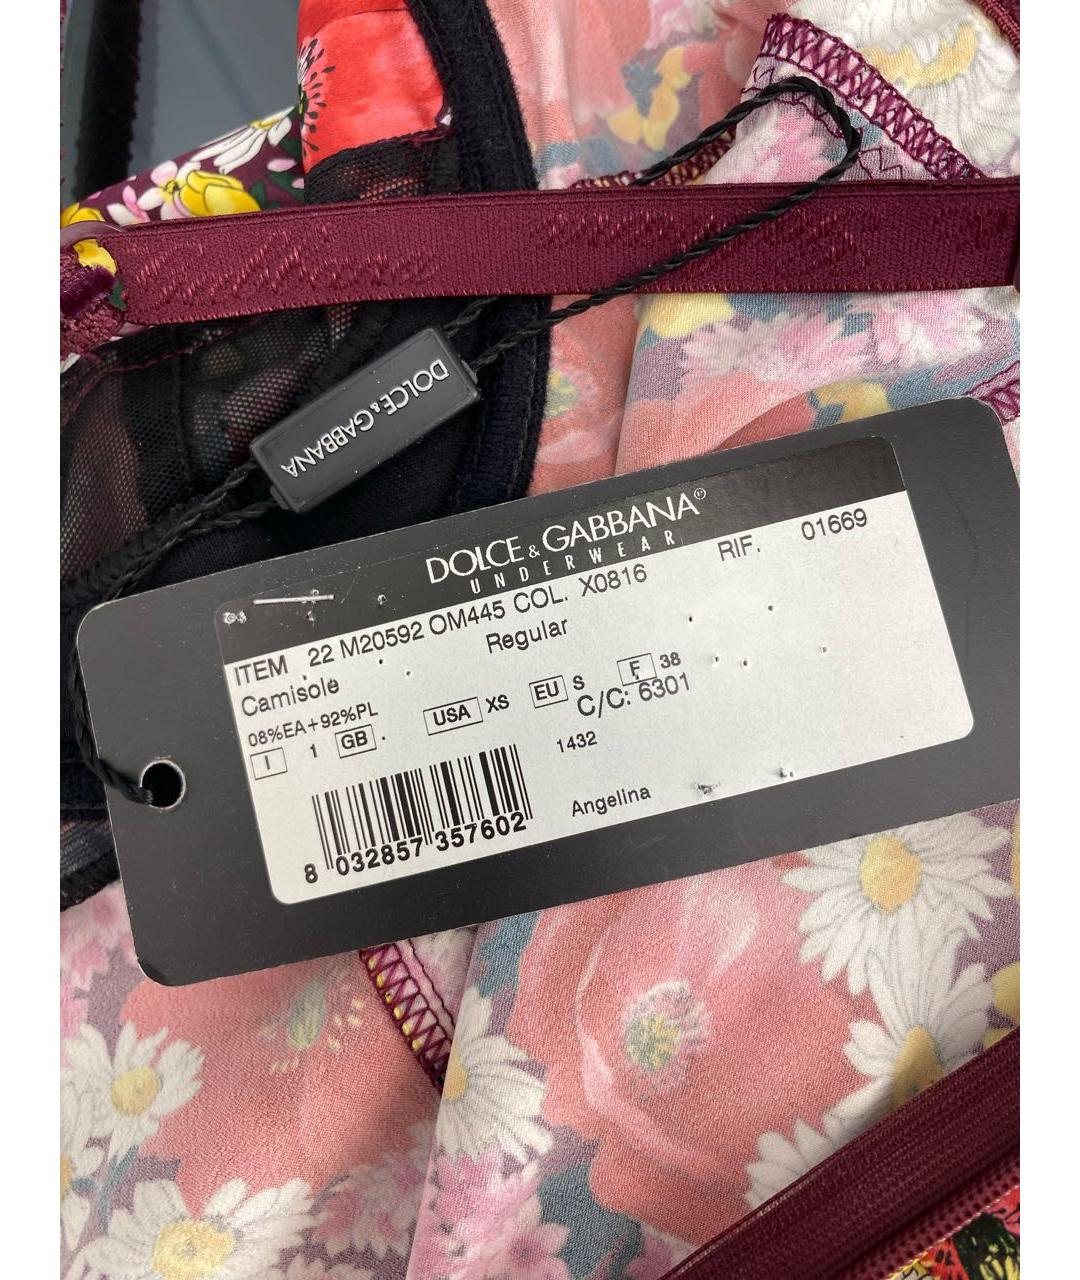 DOLCE&GABBANA
DOLCE&GABBANA®
UNDERWEAR
ITEM 22 M20592 OM445 COL. X0816 RIF. 01669
Camisole Regular
08%EA+92%PL
I 1 GB . USA XS EU S F 38
C/C: 6301
1432
Angelina
8 032857 357602